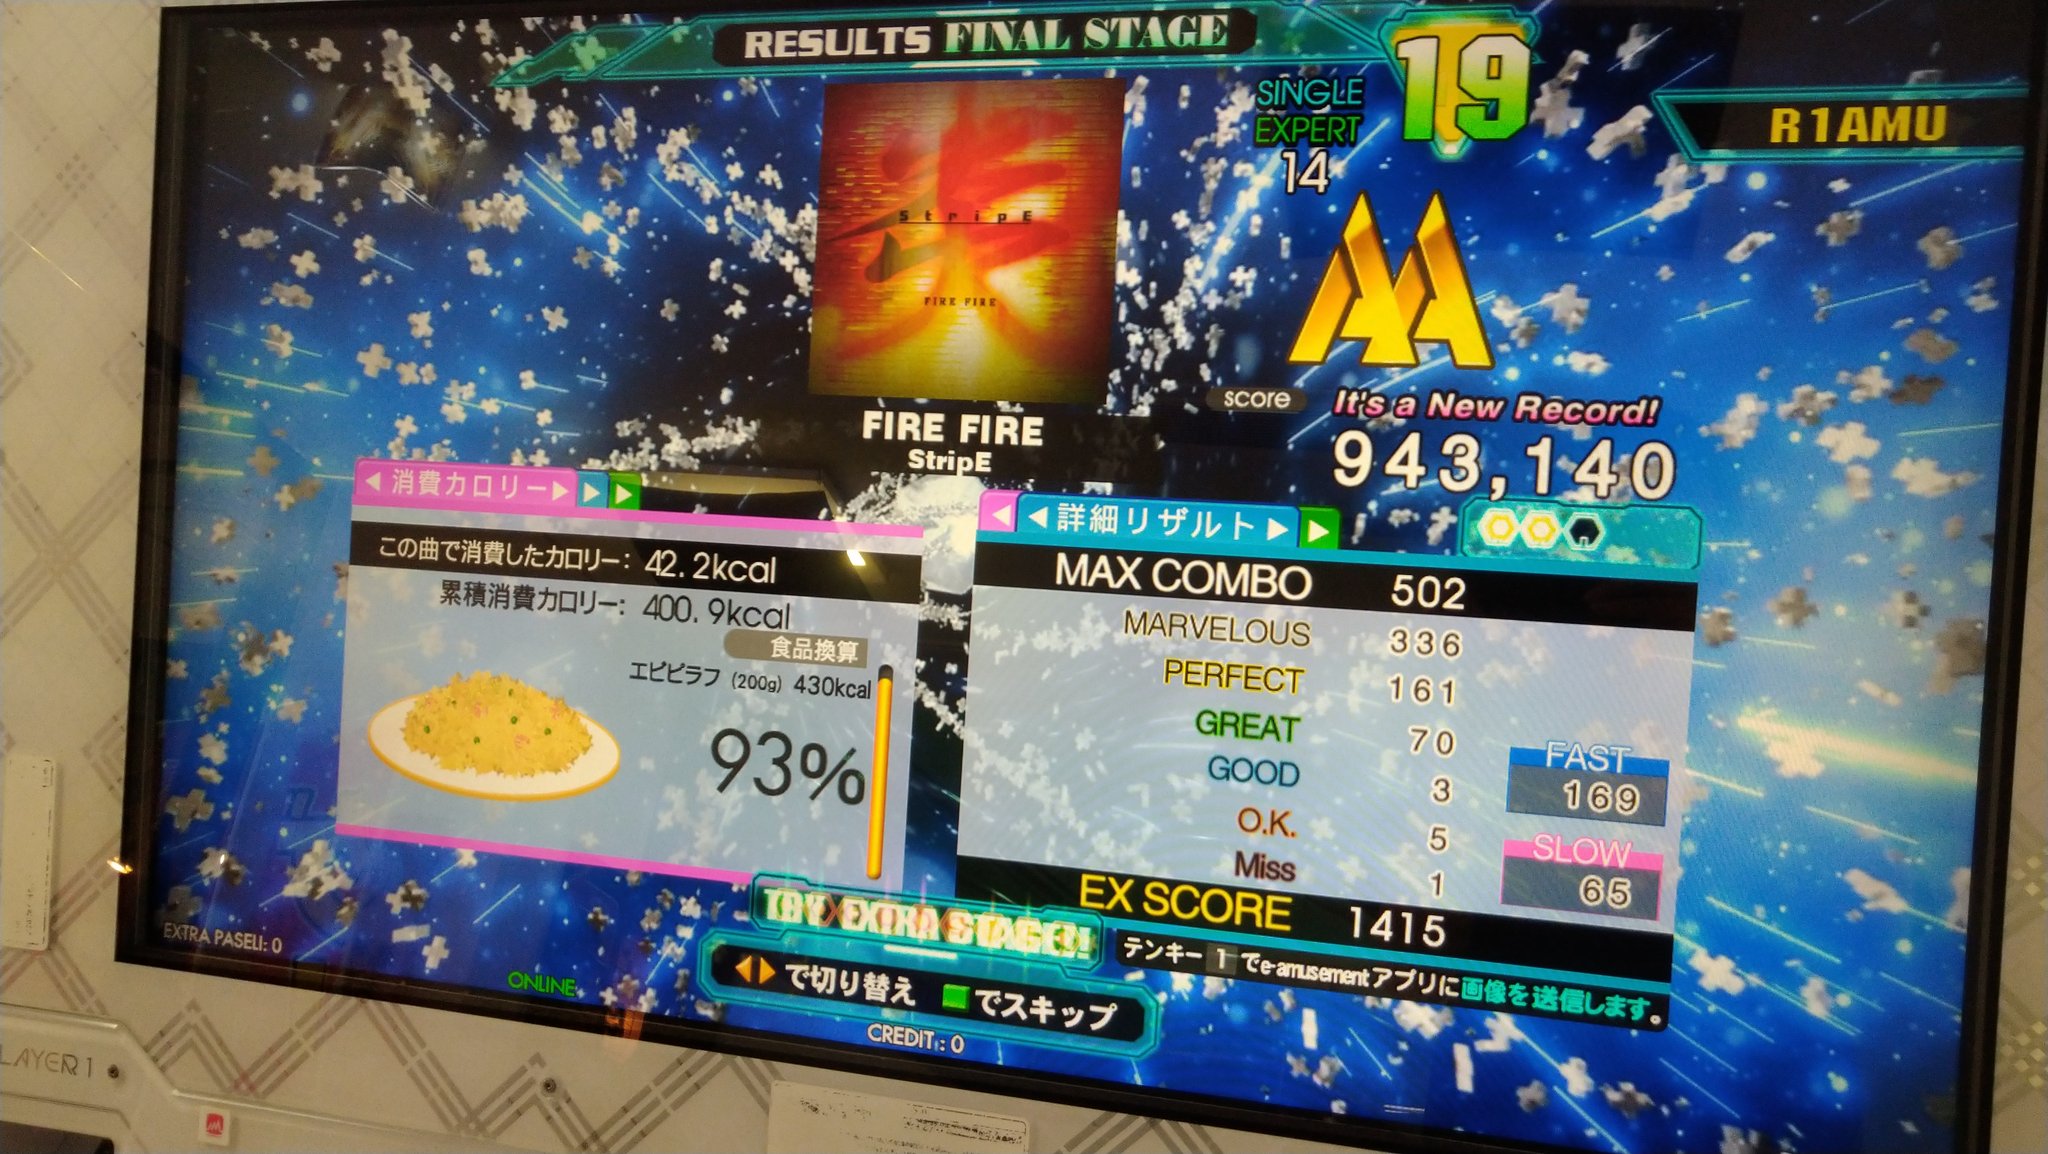 RESULTS FINAL STAGE
19
SINGLE
EXPERT
14
R1AMU
StripE
FIRE FIRE
AA
FIRE FIRE
StripE
score
It's a New Record!
943,140
消費カロリー
この曲で消費したカロリー: 42.2kcal
累積消費カロリー: 400.9kcal
食品換算
エビピラフ (200g) 430kcal
93%
詳細リザルト
MAX COMBO 502
MARVELOUS 336
PERFECT 161
GREAT 70
GOOD 3
O.K. 5
Miss 1
EX SCORE 1415
FAST
169
SLOW
65
TRY EXTRA STAGE!!
テンキー 1 でe-amusementアプリに画像を送信します。
で切り替え でスキップ
EXTRA PASELI: 0
ONLINE
CREDIT: 0
LAYER 1